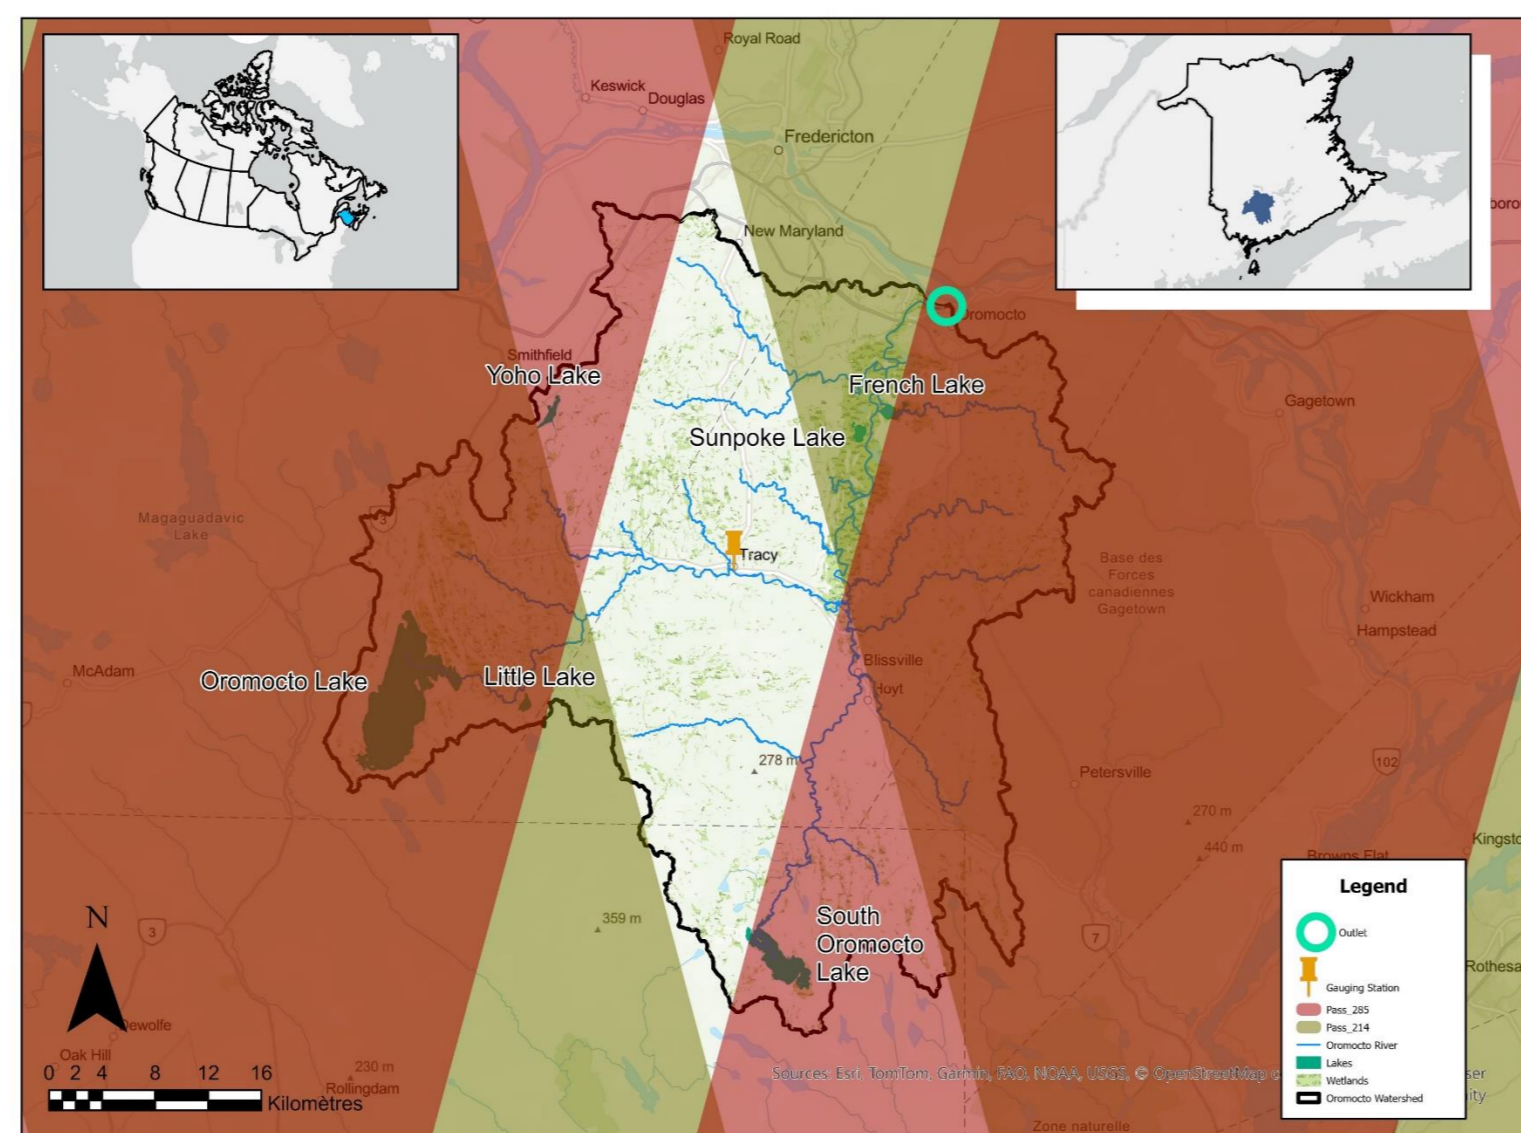 Royal Road
Keswick
Douglas
Fredericton
New Maryland
Oromocto
Smithfield
Yoho Lake
French Lake
Gagetown
Sunpoke Lake
3
Magaguadavic
Lake
Tracy
Base des
Forces
canadiennes
Gagetown
Wickham
Hampstead
McAdam
Oromocto Lake
Little Lake
Blissville
Hoyt
278 m
Petersville
102
270 m
440 m
Browns Flat
Kingsto
359 m
South
Oromocto
Lake
N
3
7
Rothesa
Dewolfe
Oak Hill
230 m
Rollingdam
0 2 4 8 12 16
Kilomètres
Sources: Esri, TomTom, Garmin, FAO, NOAA, USGS, © OpenStreetMap
Zone naturelle
Legend
Outlet
Gauging Station
Pass_285
Pass_214
Oromocto River
Lakes
Wetlands
Oromocto Watershed